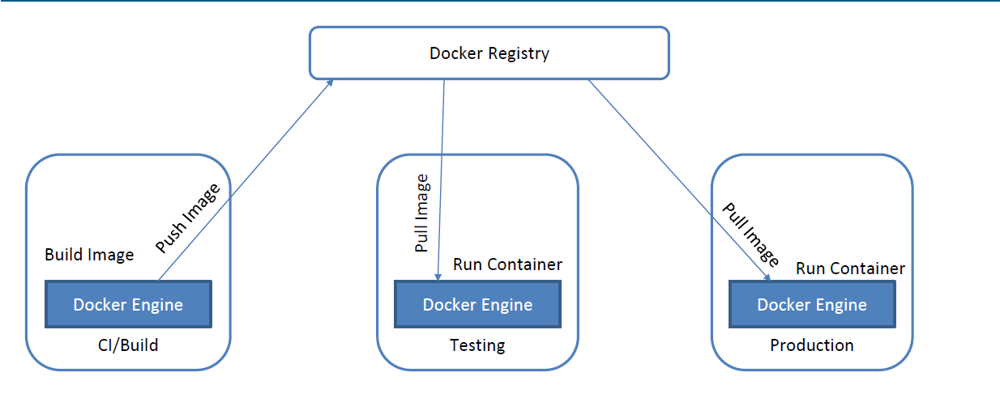 Docker Registry
Push Image
Build Image
Docker Engine
CI/Build
Pull Image
Run Container
Docker Engine
Testing
Pull Image
Run Container
Docker Engine
Production